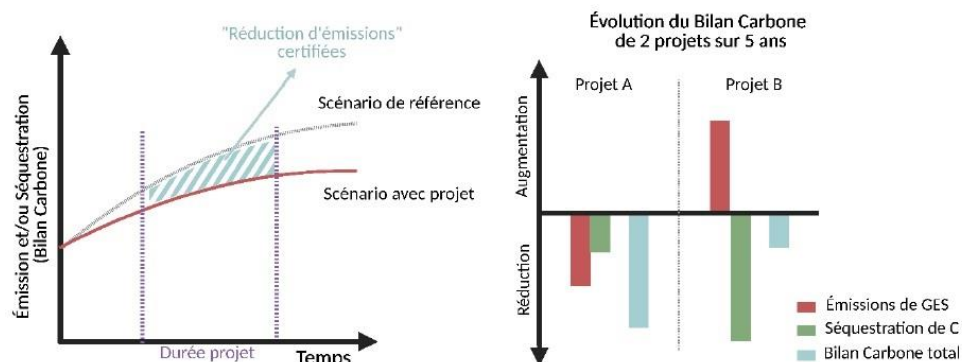 "Réduction d'émissions"
certifiées
Scénario de référence
Scénario avec projet
Émission et/ou Séquestration
(Bilan Carbone)
Durée projet
Temps
Évolution du Bilan Carbone
de 2 projets sur 5 ans
Projet A
Projet B
Augmentation
Réduction
Émissions de GES
Séquestration de C
Bilan Carbone total